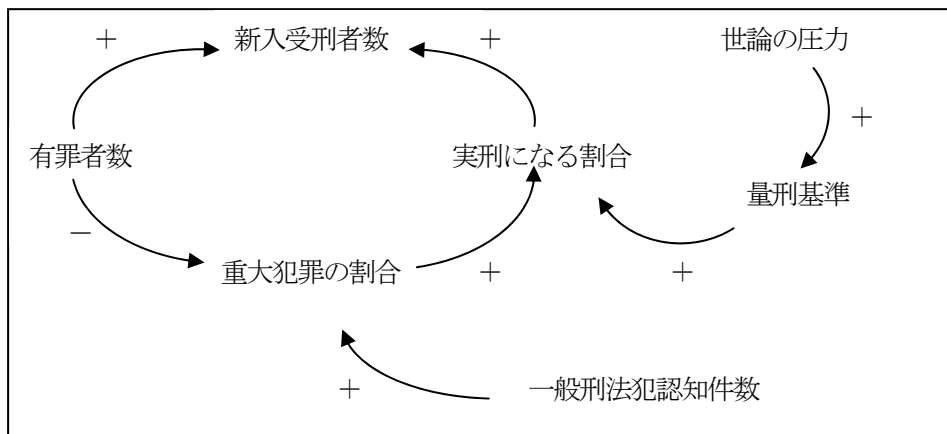 ＋ 新入受刑者数 ＋ 世論の圧力
＋
有罪者数 実刑になる割合
量刑基準
－
重大犯罪の割合 ＋ ＋
＋ 一般刑法犯認知件数